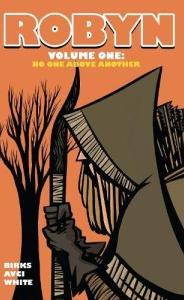 ROBYN
VOLUME ONE:
NO ONE ABOVE ANOTHER
BIRKS
AVCI
WHITE